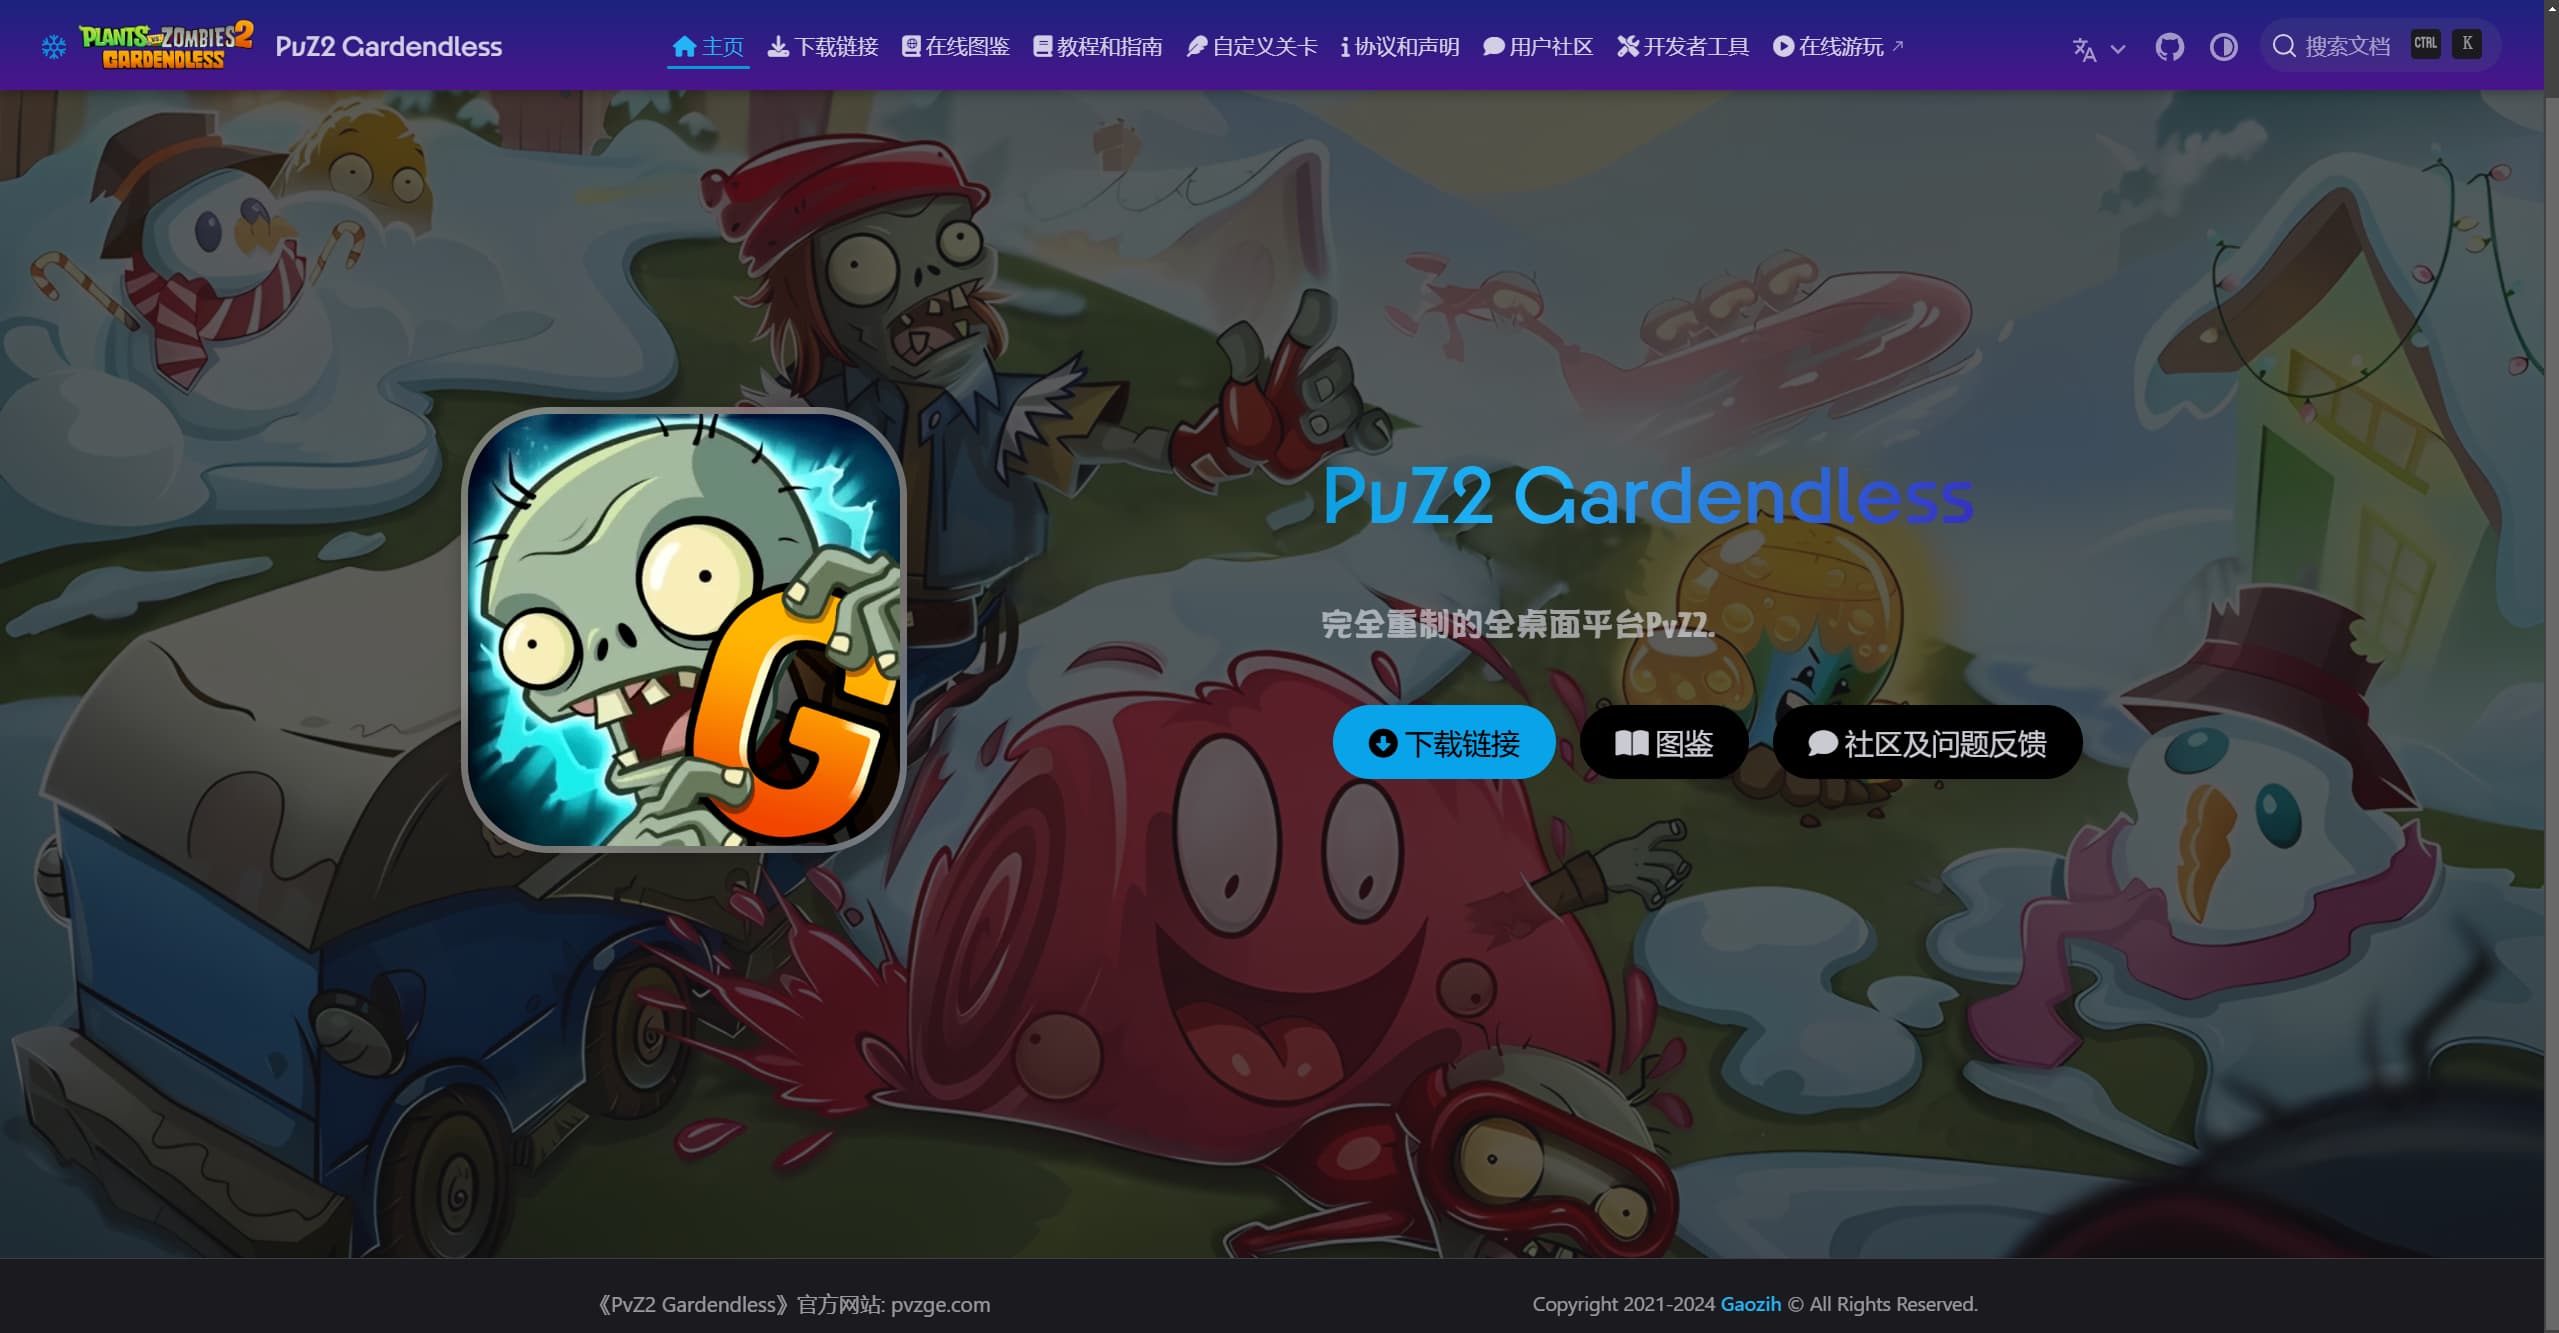 PLANTS vs ZOMBIES 2
GARDENDLESS
PvZ2 Gardendless
主页
下载链接
在线图鉴
教程和指南
自定义关卡
协议和声明
用户社区
开发者工具
在线游玩
搜索文档
CTRL
K
PvZ2 Gardendless
完全重制的全桌面平台PvZ2.
下载链接
图鉴
社区及问题反馈
G
《PvZ2 Gardendless》官方网站: pvzge.com
Copyright 2021-2024 Gaozih © All Rights Reserved.